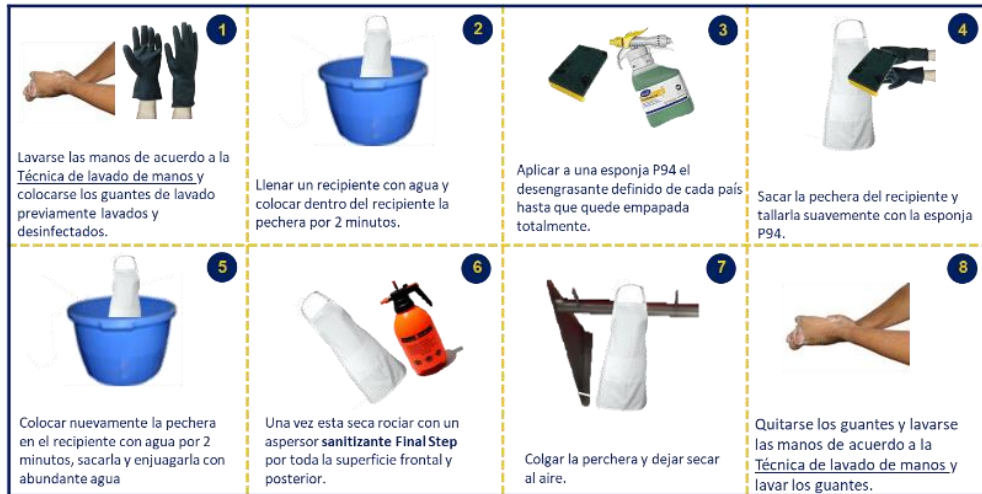 1
Lavarse las manos de acuerdo a la
Técnica de lavado de manos y
colocarse los guantes de lavado
previamente lavados y
desinfectados.
2
Llenar un recipiente con agua y
colocar dentro del recipiente la
pechera por 2 minutos.
3
Aplicar a una esponja P94 el
desengrasante definido de cada país
hasta que quede empapada
totalmente.
4
Sacar la pechera del recipiente y
tallarla suavemente con la esponja
P94.
5
Colocar nuevamente la pechera
en el recipiente con agua por 2
minutos, sacarla y enjuagarla con
abundante agua
6
Una vez esta seca rociar con un
aspersor sanitizante Final Step
por toda la superficie frontal y
posterior.
7
Colgar la perchera y dejar secar
al aire.
8
Quitarse los guantes y lavarse
las manos de acuerdo a la
Técnica de lavado de manos y
lavar los guantes.